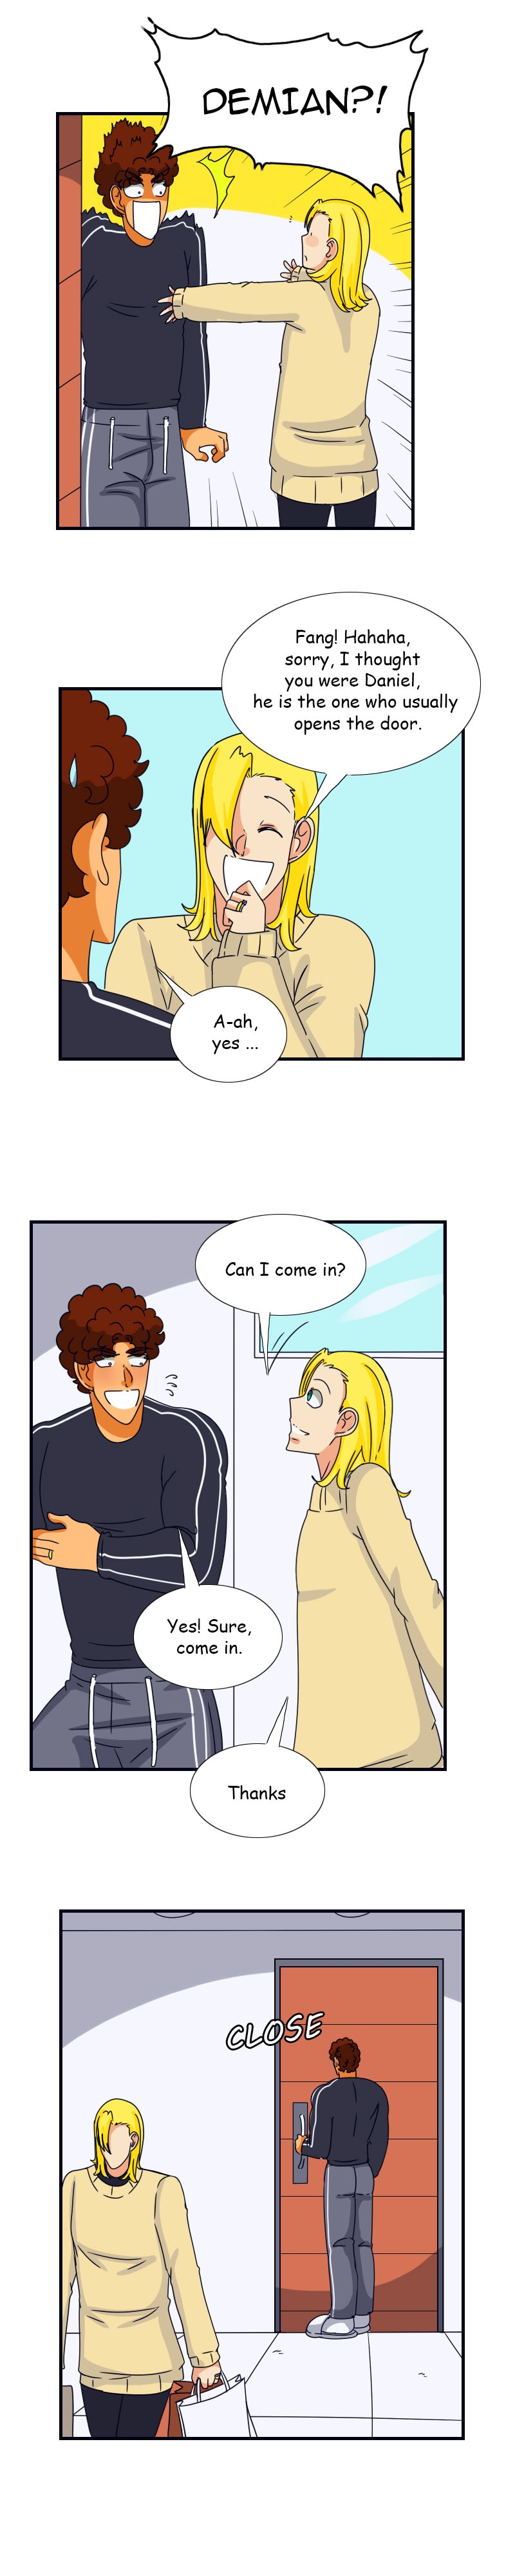 DEMIAN?!
Fang! Hahaha,
sorry, I thought
you were Daniel,
he is the one who usually
opens the door.
A-ah,
yes ...
Can I come in?
Yes! Sure,
come in.
Thanks
CLOSE